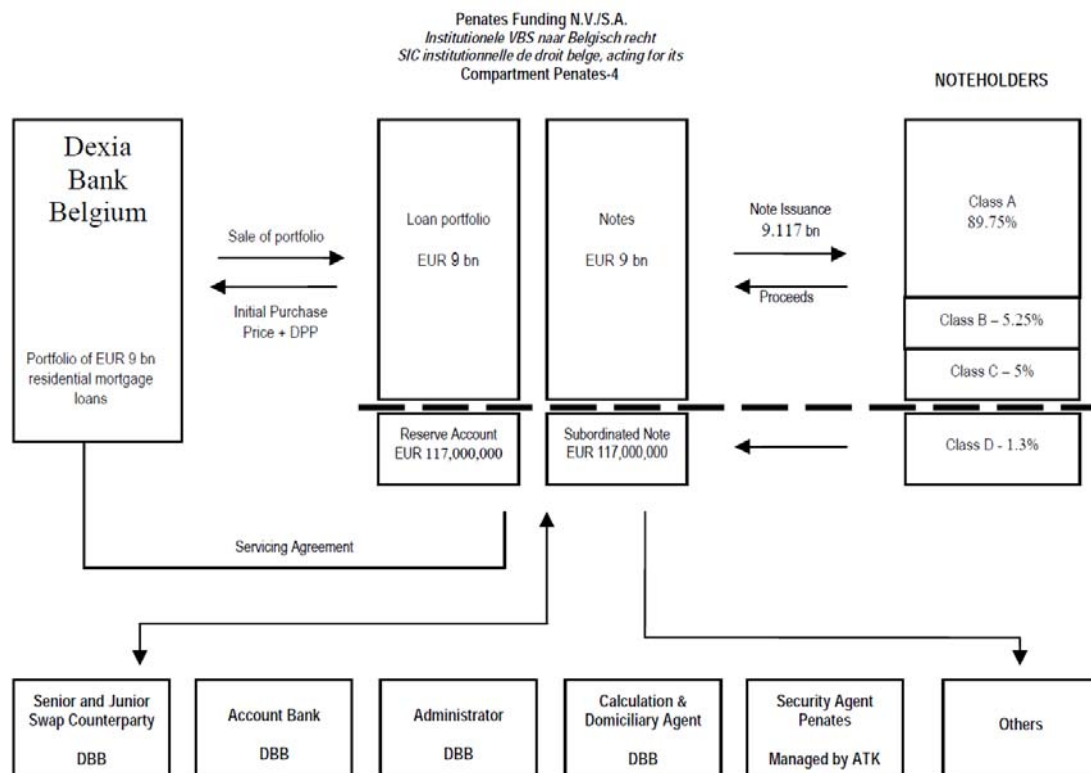 Penates Funding N.V./S.A.
Institutionele VBS naar Belgisch recht
SIC institutionnelle de droit belge, acting for its
Compartment Penates-4
NOTEHOLDERS
Dexia
Bank
Belgium
Portfolio of EUR 9 bn
residential mortgage
loans
Sale of portfolio
Initial Purchase
Price + DPP
Loan portfolio
EUR 9 bn
Notes
EUR 9 bn
Note Issuance
9.117 bn
Proceeds
Class A
89.75%
Class B – 5.25%
Class C – 5%
Reserve Account
EUR 117,000,000
Subordinated Note
EUR 117,000,000
Class D - 1.3%
Servicing Agreement
Senior and Junior
Swap Counterparty
DBB
Account Bank
DBB
Administrator
DBB
Calculation &
Domiciliary Agent
DBB
Security Agent
Penates
Managed by ATK
Others